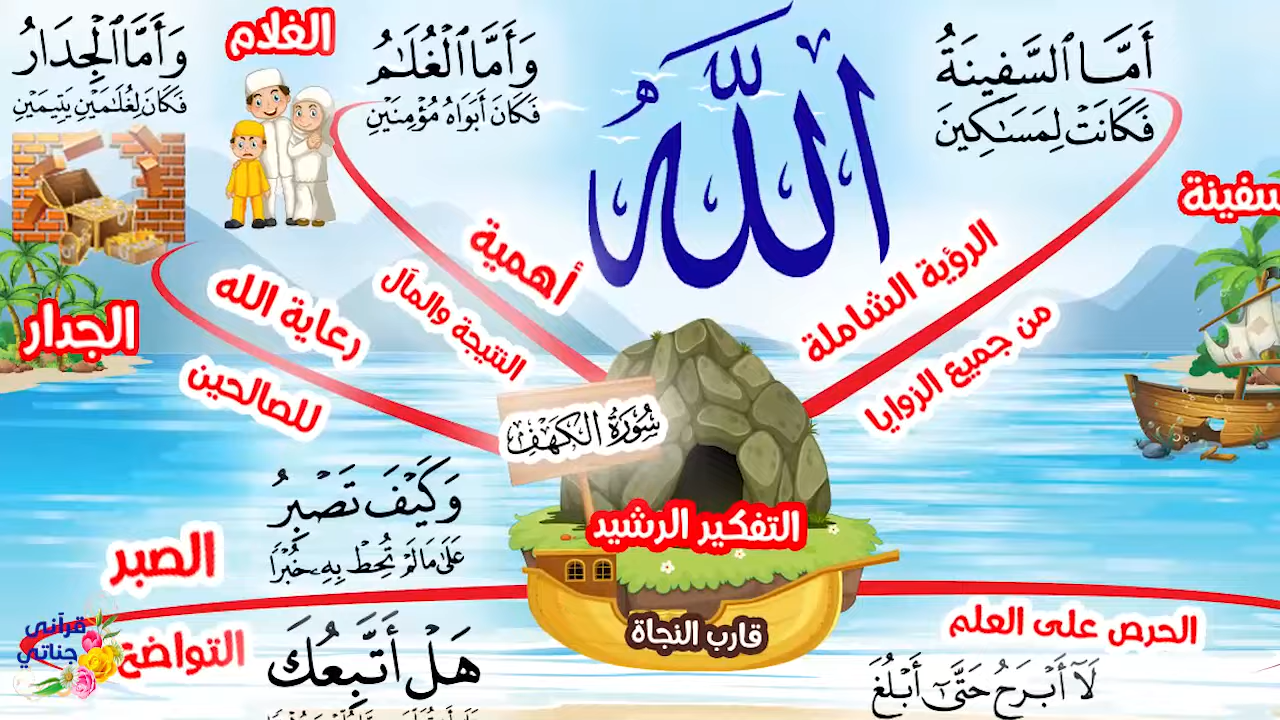 أَمَّا ٱلسَّفِينَةُ
فَكَانَتْ لِمَسَٰكِينَ
الله
الغلام
وَأَمَّا ٱلْغُلَٰمُ
فَكَانَ أَبَوَاهُ مُؤْمِنَيْنِ
وَأَمَّا ٱلْجِدَارُ
فَكَانَ لِغُلَٰمَيْنِ يَتِيمَيْنِ
الرؤية الشاملة
من جميع الزوايا
أهمية
النتيجة والمآل
رعاية الله
للصالحين
الجدار
سُورَةُ الكَهْفِ
التفكير الرشيد
قارب النجاة
الصبر
وَكَيْفَ تَصْبِرُ
عَلَىٰ مَا لَمْ تُحِطْ بِهِۦ خُبْرًا
التواضع
هَلْ أَتَّبِعُكَ
الحرص على العلم
لَآ أَبْرَحُ حَتَّىٰٓ أَبْلُغَ
قرآني
جناتي